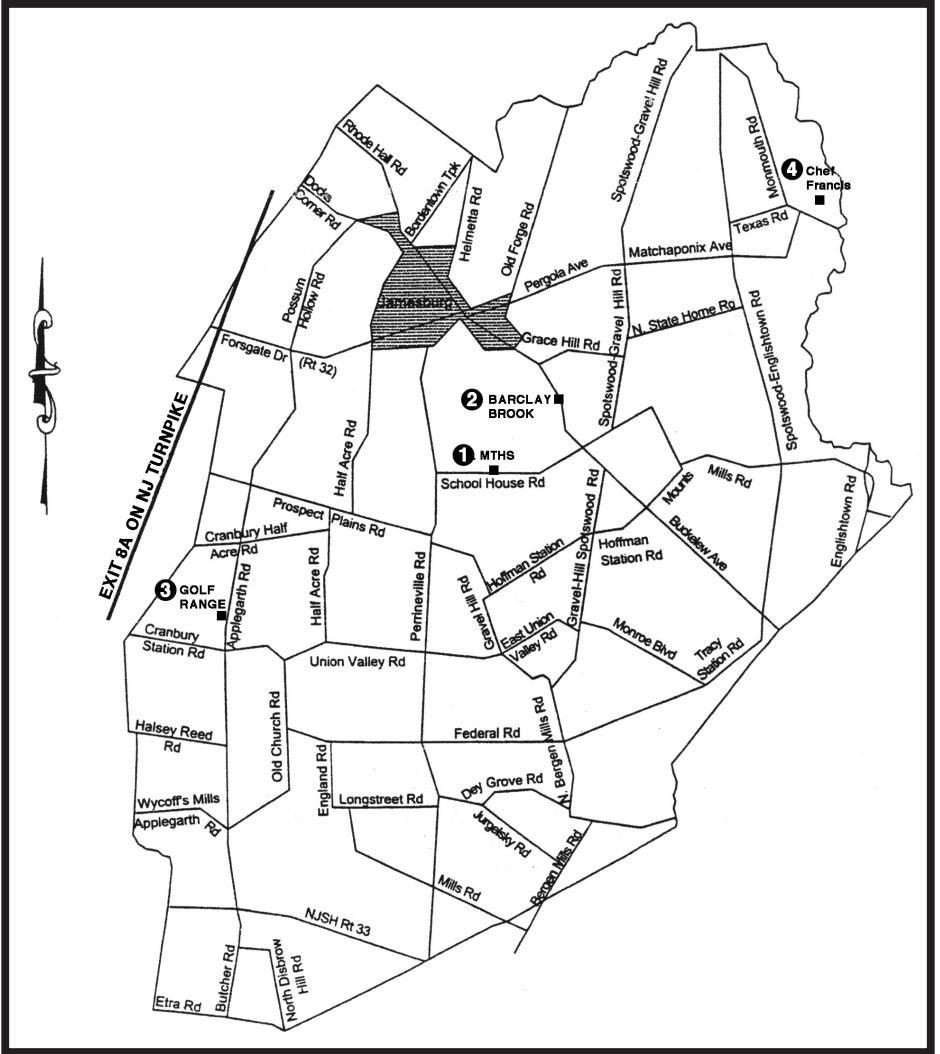 Rhode Hall Rd
Docks
Corner Rd
Bordentown Tpk
Helmetta Rd
Old Forge Rd
Spotswood-Gravel Hill Rd
Monmouth Rd
4 Chef
Francis
Texas Rd
Matchaponix Ave
Pergola Ave
Possum
Hollow Rd
Jamesburg
Spotswood-Gravel Hill Rd
N. State Home Rd
Spotswood-Englishtown Rd
Forsgate Dr (Rt 32)
Grace Hill Rd
EXIT 8A ON NJ TURNPIKE
2 BARCLAY
BROOK
Half Acre Rd
1 MTHS
School House Rd
Mounts
Mills Rd
Englishtown Rd
Prospect Plains Rd
Cranbury Half
Acre Rd
Gravel-Hill Spotswood Rd
Buckelew Ave
Hoffman Station
Rd
Hoffman
Station Rd
3 GOLF
RANGE
Applegarth Rd
Half Acre Rd
Perrineville Rd
Gravel Hill Rd
East Union
Valley Rd
Monroe Blvd
Tracy
Station Rd
Cranbury
Station Rd
Union Valley Rd
Halsey Reed
Rd
Old Church Rd
England Rd
Federal Rd
N. Bergen Mills Rd
Wycoff's Mills
Applegarth Rd
Longstreet Rd
Dey Grove Rd
Jurgelsky Rd
Bergen Mills Rd
Mills Rd
NJSH Rt 33
Butcher Rd
North Disbrow
Hill Rd
Etra Rd